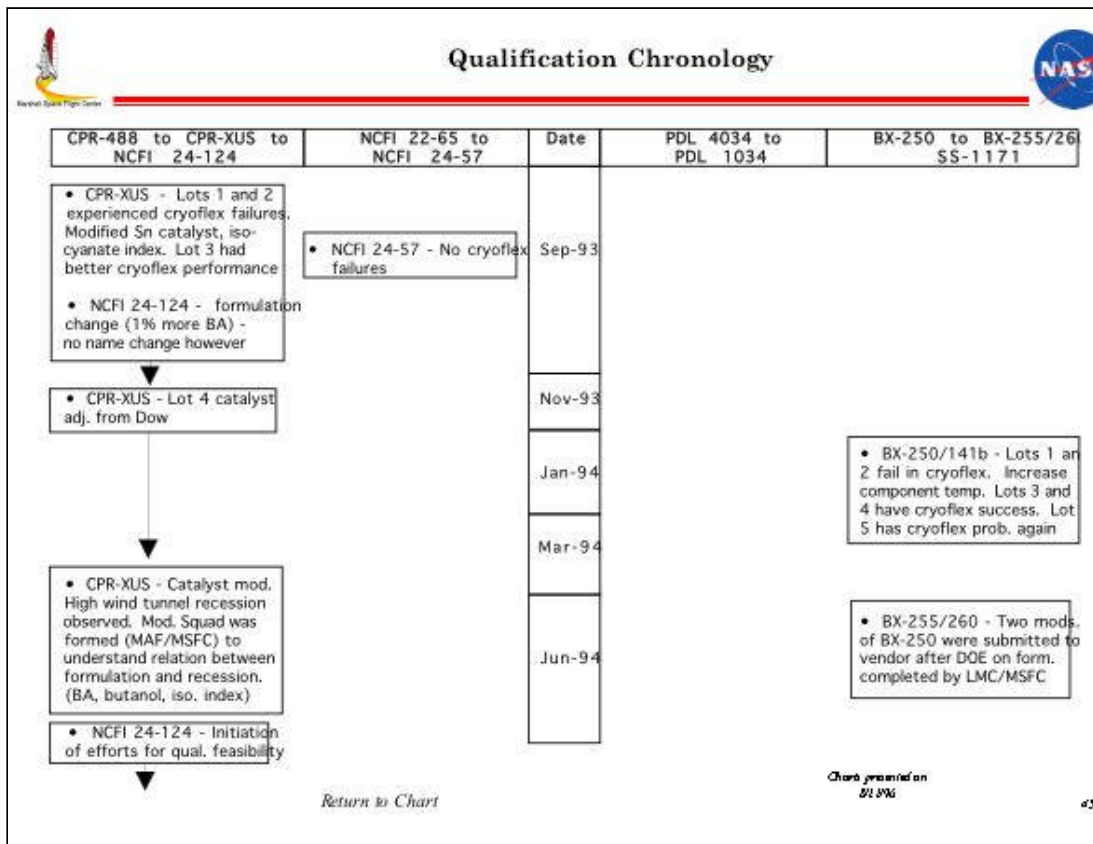 Qualification Chronology
Marshall Space Flight Center
NAS
CPR-488 to CPR-XUS to
NCFI 24-124
NCFI 22-65 to
NCFI 24-57
Date
PDL 4034 to
PDL 1034
BX-250 to BX-255/26
SS-1171
• CPR-XUS - Lots 1 and 2
experienced cryoflex failures.
Modified Sn catalyst, iso-
cyanate index. Lot 3 had
better cryoflex performance
• NCFI 24-124 - formulation
change (1% more BA) -
no name change however
• NCFI 24-57 - No cryoflex
failures
Sep-93
• CPR-XUS - Lot 4 catalyst
adj. from Dow
Nov-93
Jan-94
• BX-250/141b - Lots 1 an
2 fail in cryoflex. Increase
component temp. Lots 3 and
4 have cryoflex success. Lot
5 has cryoflex prob. again
Mar-94
• CPR-XUS - Catalyst mod.
High wind tunnel recession
observed. Mod. Squad was
formed (MAF/MSFC) to
understand relation between
formulation and recession.
(BA, butanol, iso. index)
Jun-94
• BX-255/260 - Two mods.
of BX-250 were submitted to
vendor after DOE on form.
completed by LMC/MSFC
• NCFI 24-124 - Initiation
of efforts for qual. feasibility
Return to Chart
Charts presented on